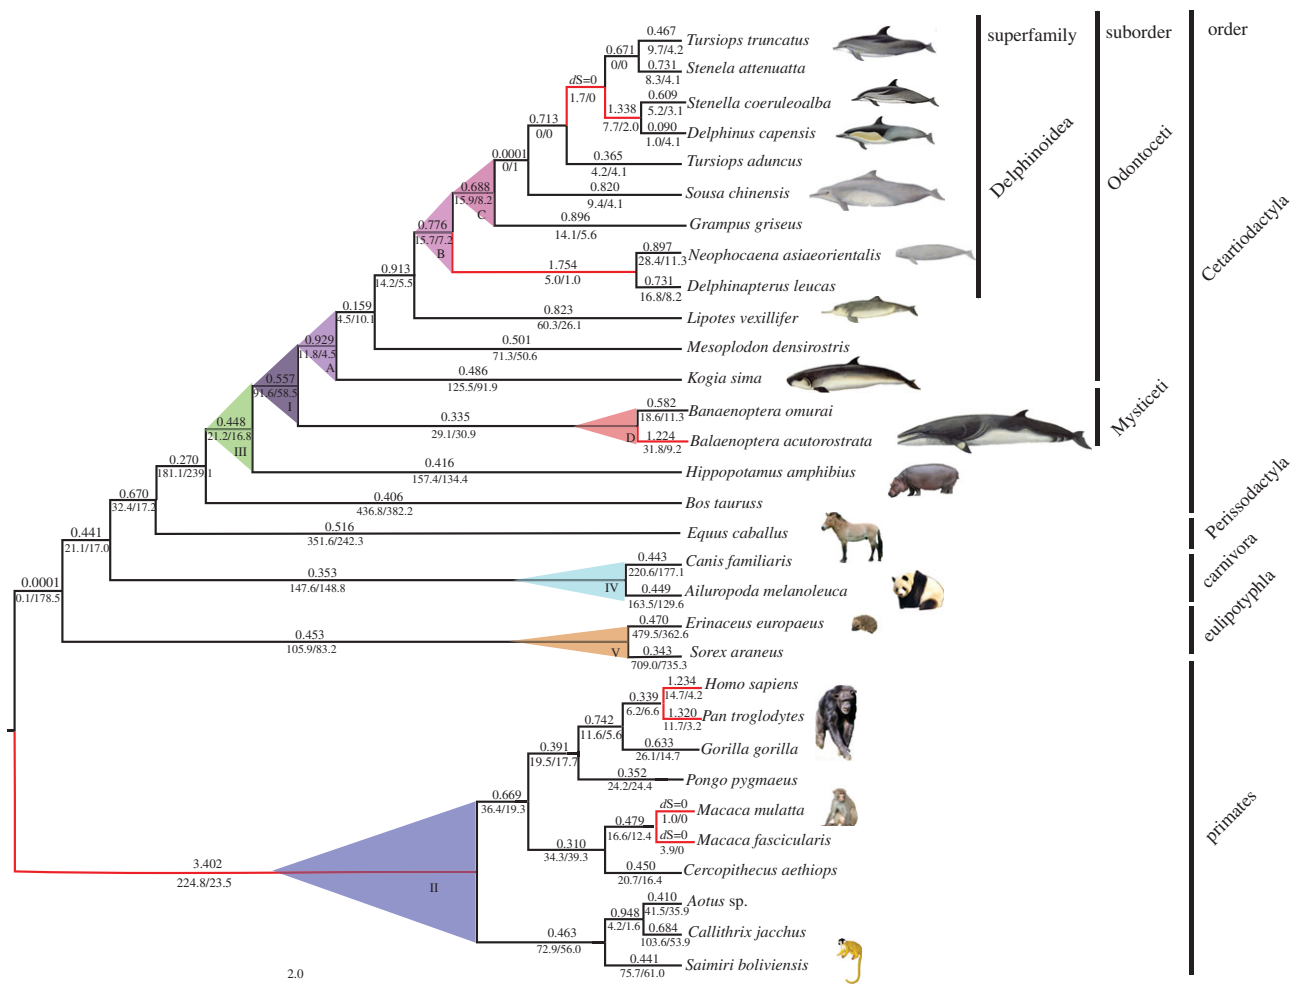 superfamily
suborder
order
0.467
Tursiops truncatus
9.7/4.2
0.671
0/0
0.731
Stenela attenuatta
8.3/4.1
dS=0
1.7/0
0.609
Stenella coeruleoalba
5.2/3.1
1.338
7.7/2.0
0.090
Delphinus capensis
1.0/4.1
0.713
0/0
0.365
Tursiops aduncus
4.2/4.1
0.0001
0/1
0.820
Sousa chinensis
9.4/4.1
0.688
15.9/8.2
C
0.896
Grampus griseus
14.1/5.6
0.776
15.7/7.2
B
0.897
Neophocaena asiaeorientalis
28.4/11.3
1.754
5.0/1.0
0.731
Delphinapterus leucas
16.8/8.2
0.913
14.2/5.5
0.823
Lipotes vexillifer
60.3/26.1
0.159
4.5/10.1
0.501
Mesoplodon densirostris
71.3/50.6
0.929
11.8/4.5
A
0.486
Kogia sima
125.5/91.9
0.557
91.6/58.5
I
0.582
Banaenoptera omurai
18.6/11.3
0.335
29.1/30.9
D
1.224
Balaenoptera acutorostrata
31.8/9.2
0.448
21.2/16.8
III
0.416
Hippopotamus amphibius
157.4/134.4
0.270
181.1/239.1
0.406
Bos tauruss
436.8/382.2
0.670
32.4/17.2
0.516
Equus caballus
351.6/242.3
0.441
21.1/17.0
0.443
Canis familiaris
220.6/177.1
0.353
147.6/148.8
IV
0.449
Ailuropoda melanoleuca
163.5/129.6
0.0001
0.1/178.5
0.470
Erinaceus europaeus
479.5/362.6
0.453
105.9/83.2
V
0.343
Sorex araneus
709.0/735.3
1.234
Homo sapiens
14.7/4.2
0.339
6.2/6.6
1.320
Pan troglodytes
11.7/3.2
0.742
11.6/5.6
0.633
Gorilla gorilla
26.1/14.7
0.391
19.5/17.7
0.352
Pongo pygmaeus
24.2/24.4
0.669
36.4/19.3
dS=0
Macaca mulatta
1.0/0
0.479
16.6/12.4
dS=0
Macaca fascicularis
3.9/0
0.310
34.3/39.3
0.450
Cercopithecus aethiops
20.7/16.4
3.402
224.8/23.5
II
0.410
Aotus sp.
41.5/35.9
0.948
4.2/1.6
0.684
Callithrix jacchus
103.6/53.9
0.463
72.9/56.0
0.441
Saimiri boliviensis
75.7/61.0
2.0
Delphinoidea
Odontoceti
Mysticeti
Cetartiodactyla
Perissodactyla
carnivora
eulipotyphla
primates